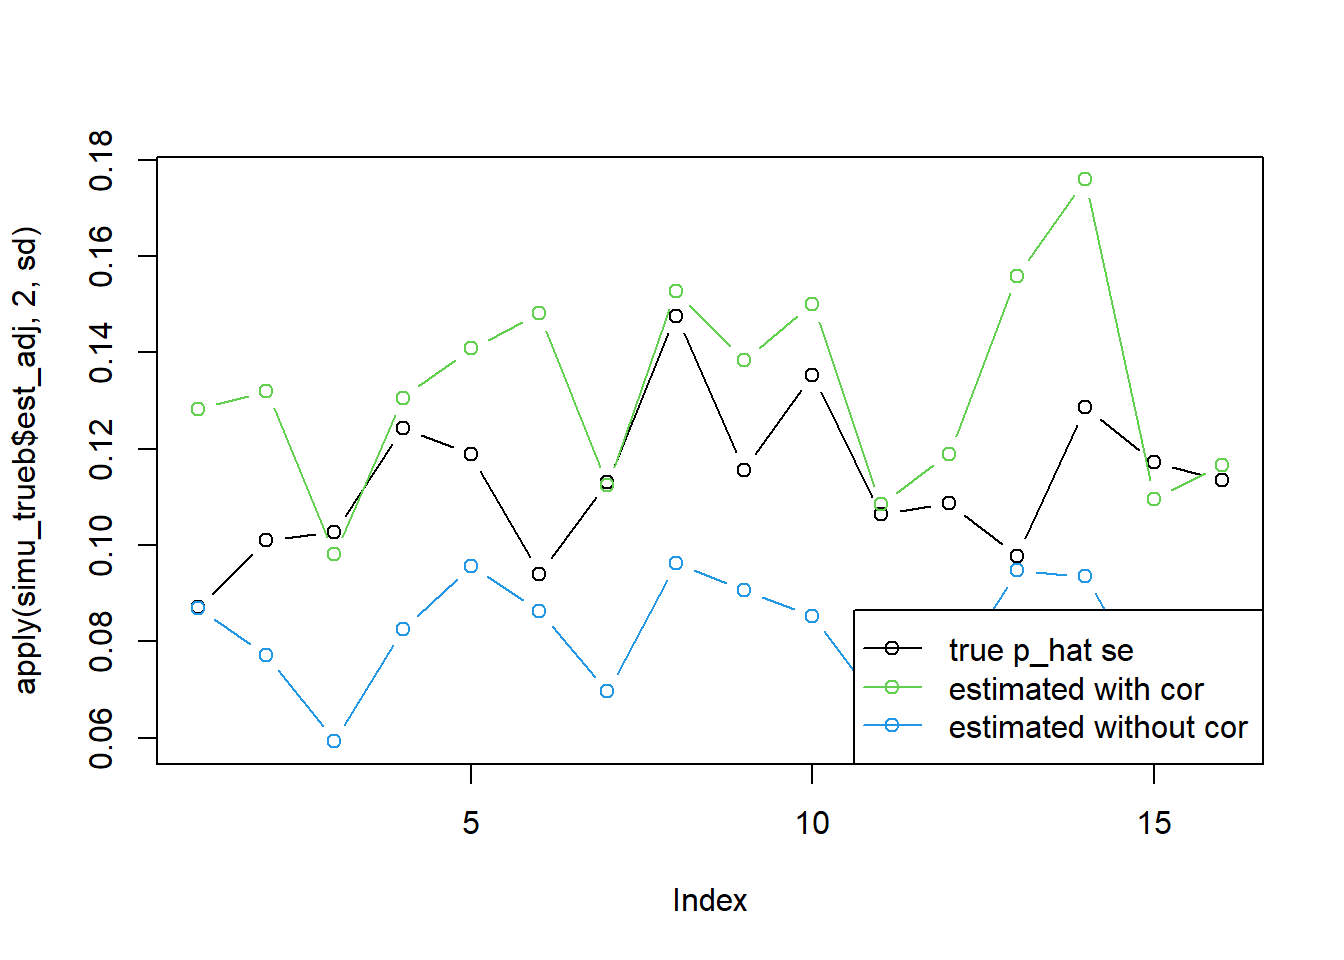 apply(simu_trueb$est_adj, 2, sd)
0.18
0.16
0.14
0.12
0.10
0.08
0.06
true p_hat se
estimated with cor
estimated without cor
5 10 15
Index